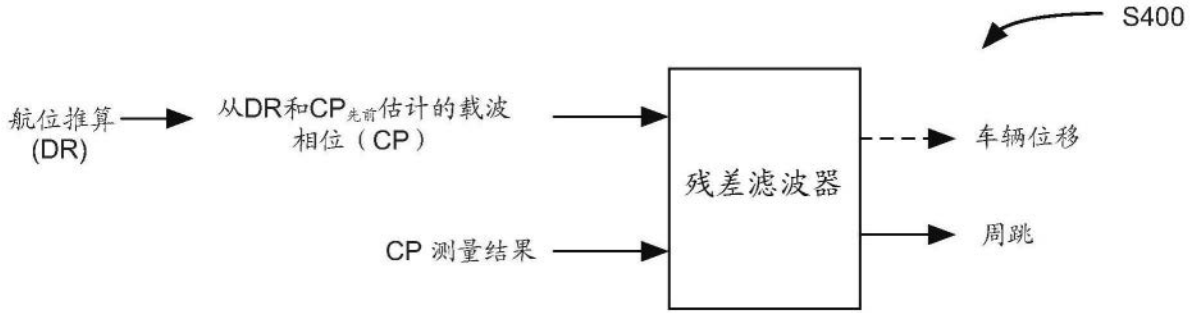 S400
航位推算
(DR)
从DR和CP先前估计的载波
相位（CP）
CP 测量结果
残差滤波器
车辆位移
周跳